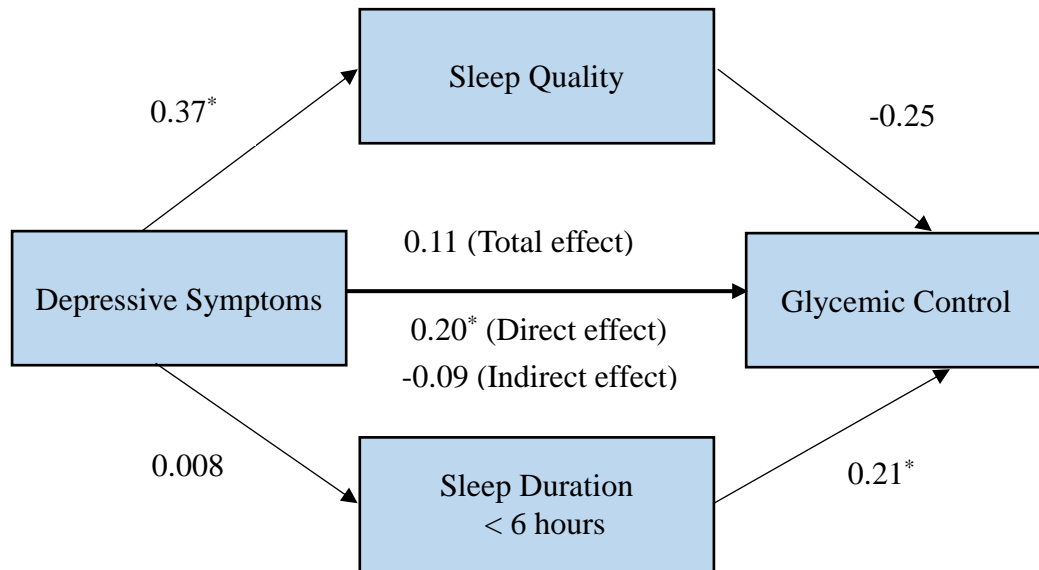 Sleep Quality
0.37*
-0.25
0.11 (Total effect)
Depressive Symptoms
Glycemic Control
0.20* (Direct effect)
-0.09 (Indirect effect)
0.008
Sleep Duration
< 6 hours
0.21*